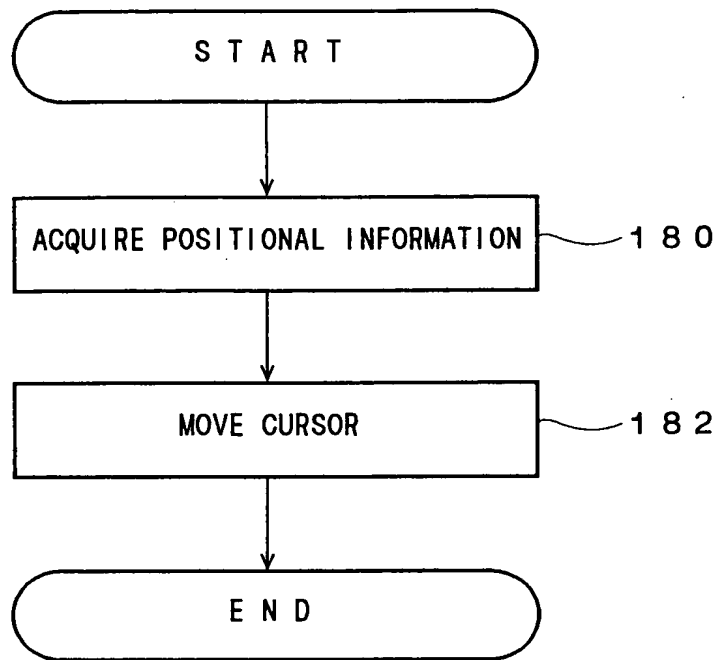 START
ACQUIRE POSITIONAL INFORMATION
180
MOVE CURSOR
182
END